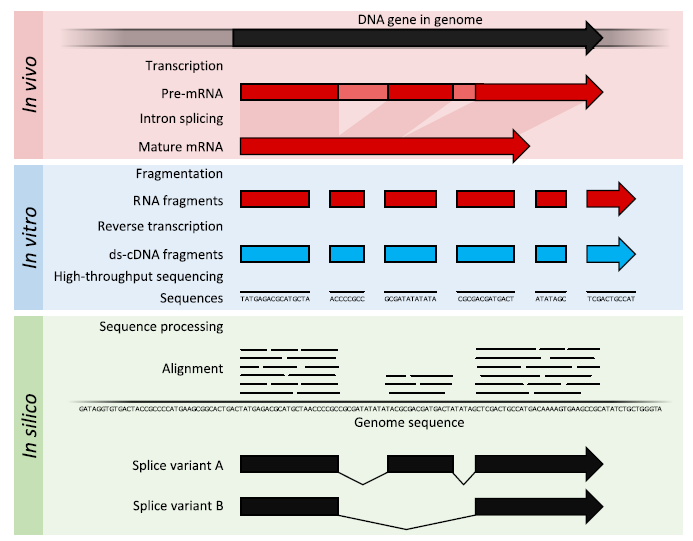 In vivo
DNA gene in genome
Transcription
Pre-mRNA
Intron splicing
Mature mRNA
In vitro
Fragmentation
RNA fragments
Reverse transcription
ds-cDNA fragments
High-throughput sequencing
Sequences TATGAGACGCATGCTA ACCCCGCC GCGATATATATA CGCGACGATGACT ATATAGC TCGACTGCCAT
In silico
Sequence processing
Alignment
GATAGGTGTGACTACCGCCCCATGAAGCGGCACTGACTATGAGACGCATGCTAACCCCGCCGCGATATATATACGCGACGATGACTATATAGCTCGACTGCCATGACAAAAGTGAAGCCGCATATCTGCTGGGTA
Genome sequence
Splice variant A
Splice variant B